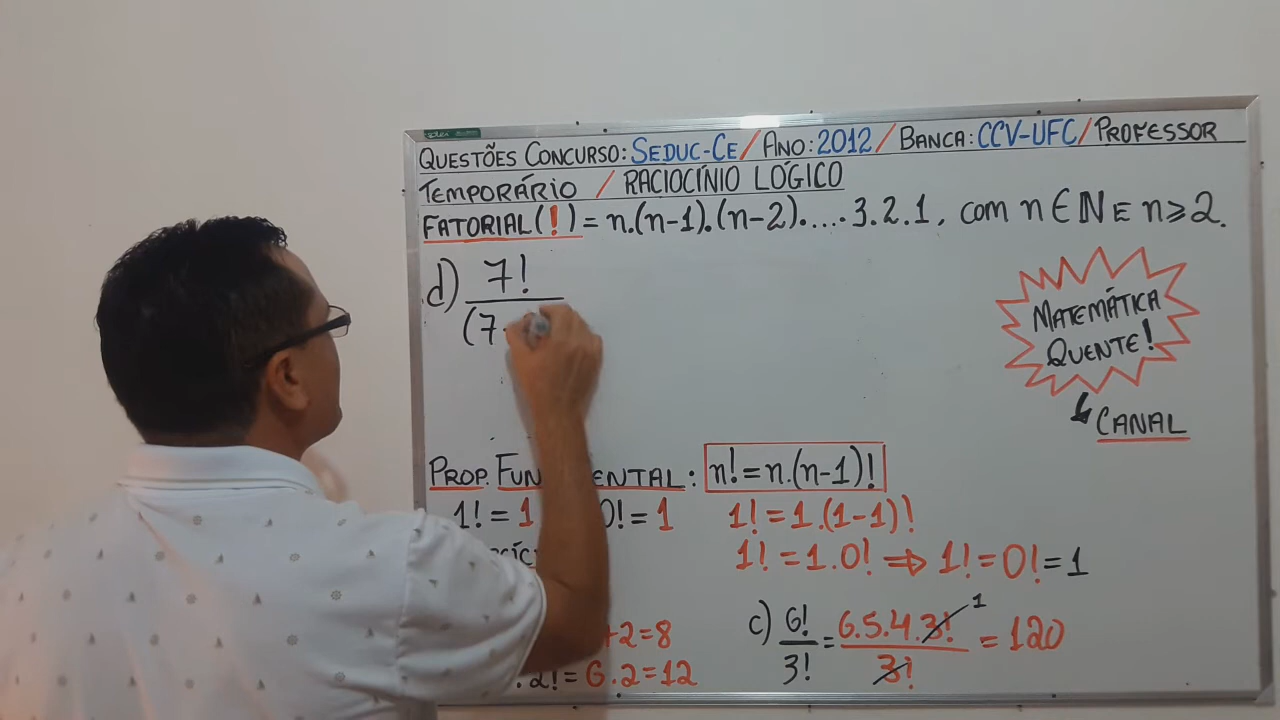 QUESTÕES CONCURSO: SEDUC-CE / ANO: 2012 / BANCA: CCV-UFC / PROFESSOR
TEMPORÁRIO / RACIOCÍNIO LÓGICO
FATORIAL (!) = n.(n-1).(n-2). ... .3.2.1, com n ∈ ℕ E n ⩾ 2.
d) 7!
(7
MATEMÁTICA
QUENTE!
CANAL
PROP. : n! = n.(n-1)!
1! = 1 0! = 1 1! = 1.(1-1)!
1! = 1.0! ⇒ 1! = 0! = 1
+2=8
2! = 6.2=12
c) 6!/3! = 6.5.4.3!/3! = 120
1